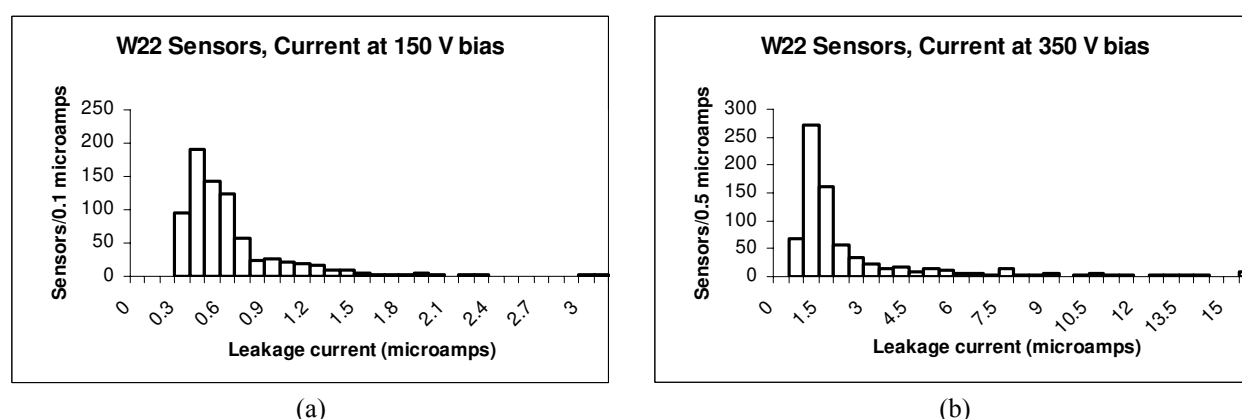 W22 Sensors, Current at 150 V bias
Sensors/0.1 microamps
250
200
150
100
50
0
0 0.3 0.6 0.9 1.2 1.5 1.8 2.1 2.4 2.7 3
Leakage current (microamps)
(a)
W22 Sensors, Current at 350 V bias
Sensors/0.5 microamps
300
250
200
150
100
50
0
0 1.5 3 4.5 6 7.5 9 10.5 12 13.5 15
Leakage current (microamps)
(b)